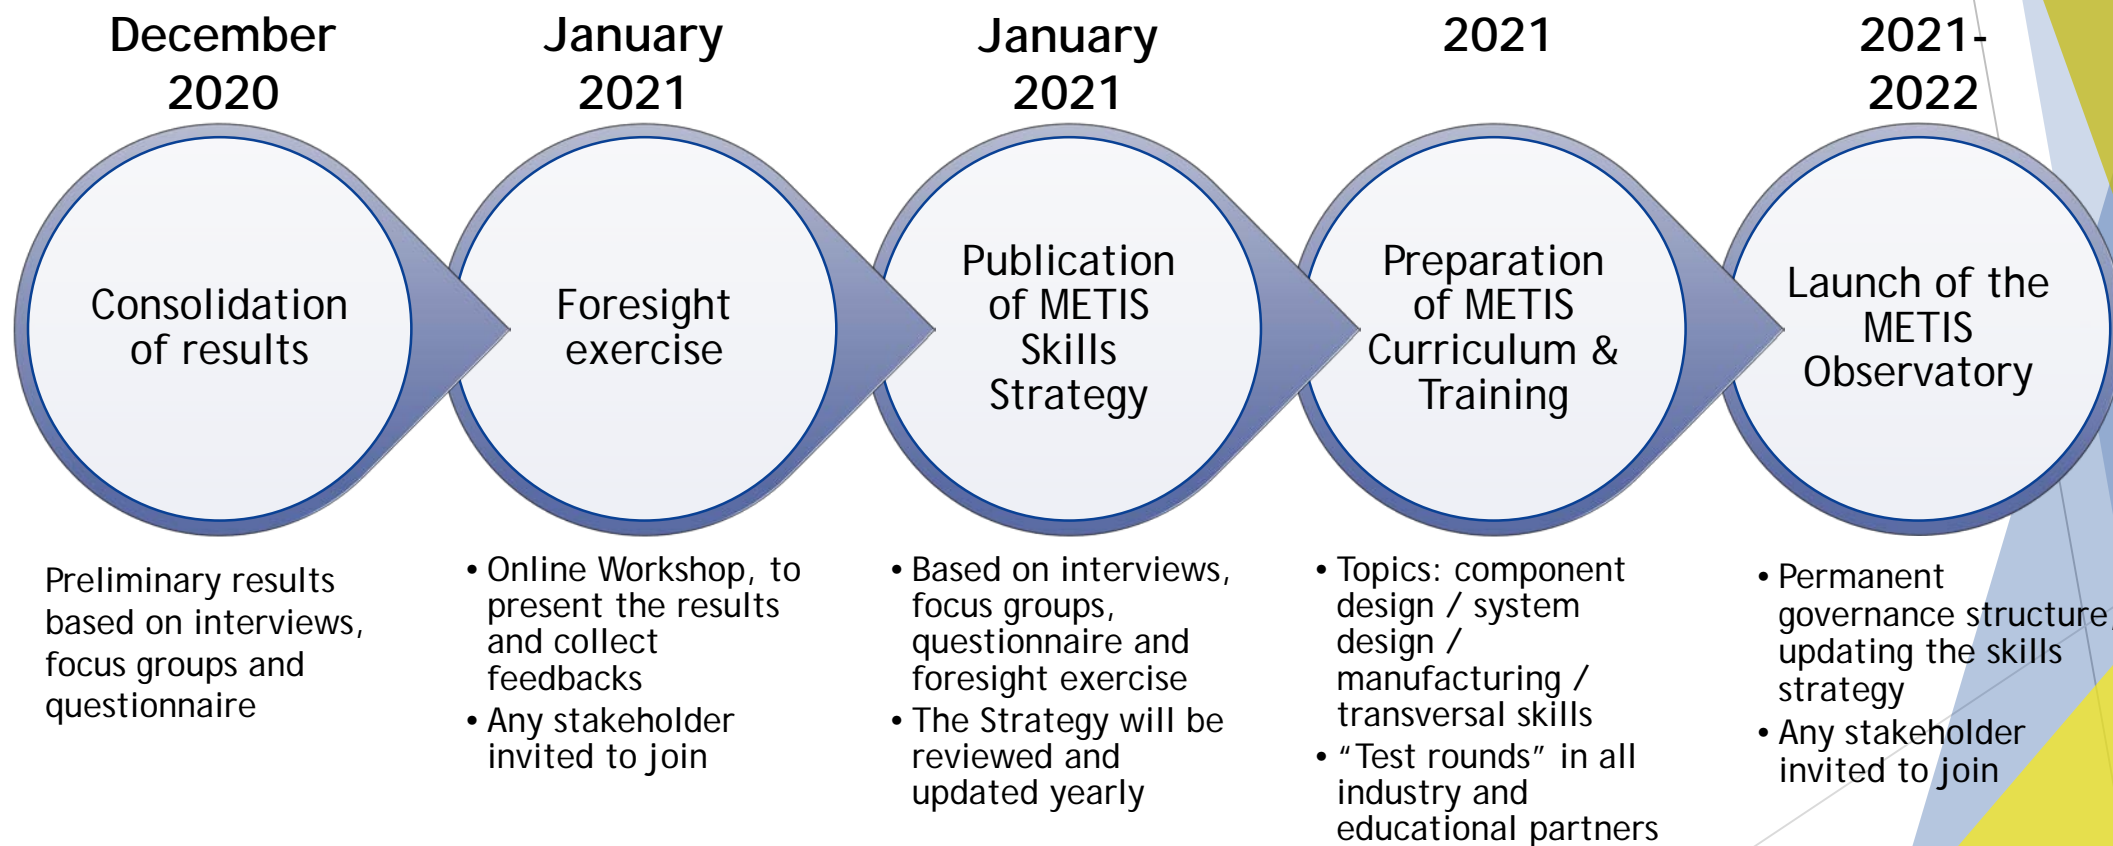 December
2020
January
2021
January
2021
2021
2021-
2022
Consolidation
of results
Foresight
exercise
Publication
of METIS
Skills
Strategy
Preparation
of METIS
Curriculum &
Training
Launch of the
METIS
Observatory
Preliminary results
based on interviews,
focus groups and
questionnaire
• Online Workshop, to
present the results
and collect
feedbacks
• Any stakeholder
invited to join
• Based on interviews,
focus groups,
questionnaire and
foresight exercise
• The Strategy will be
reviewed and
updated yearly
• Topics: component
design / system
design /
manufacturing /
transversal skills
• “Test rounds” in all
industry and
educational partners
• Permanent
governance structure,
updating the skills
strategy
• Any stakeholder
invited to join